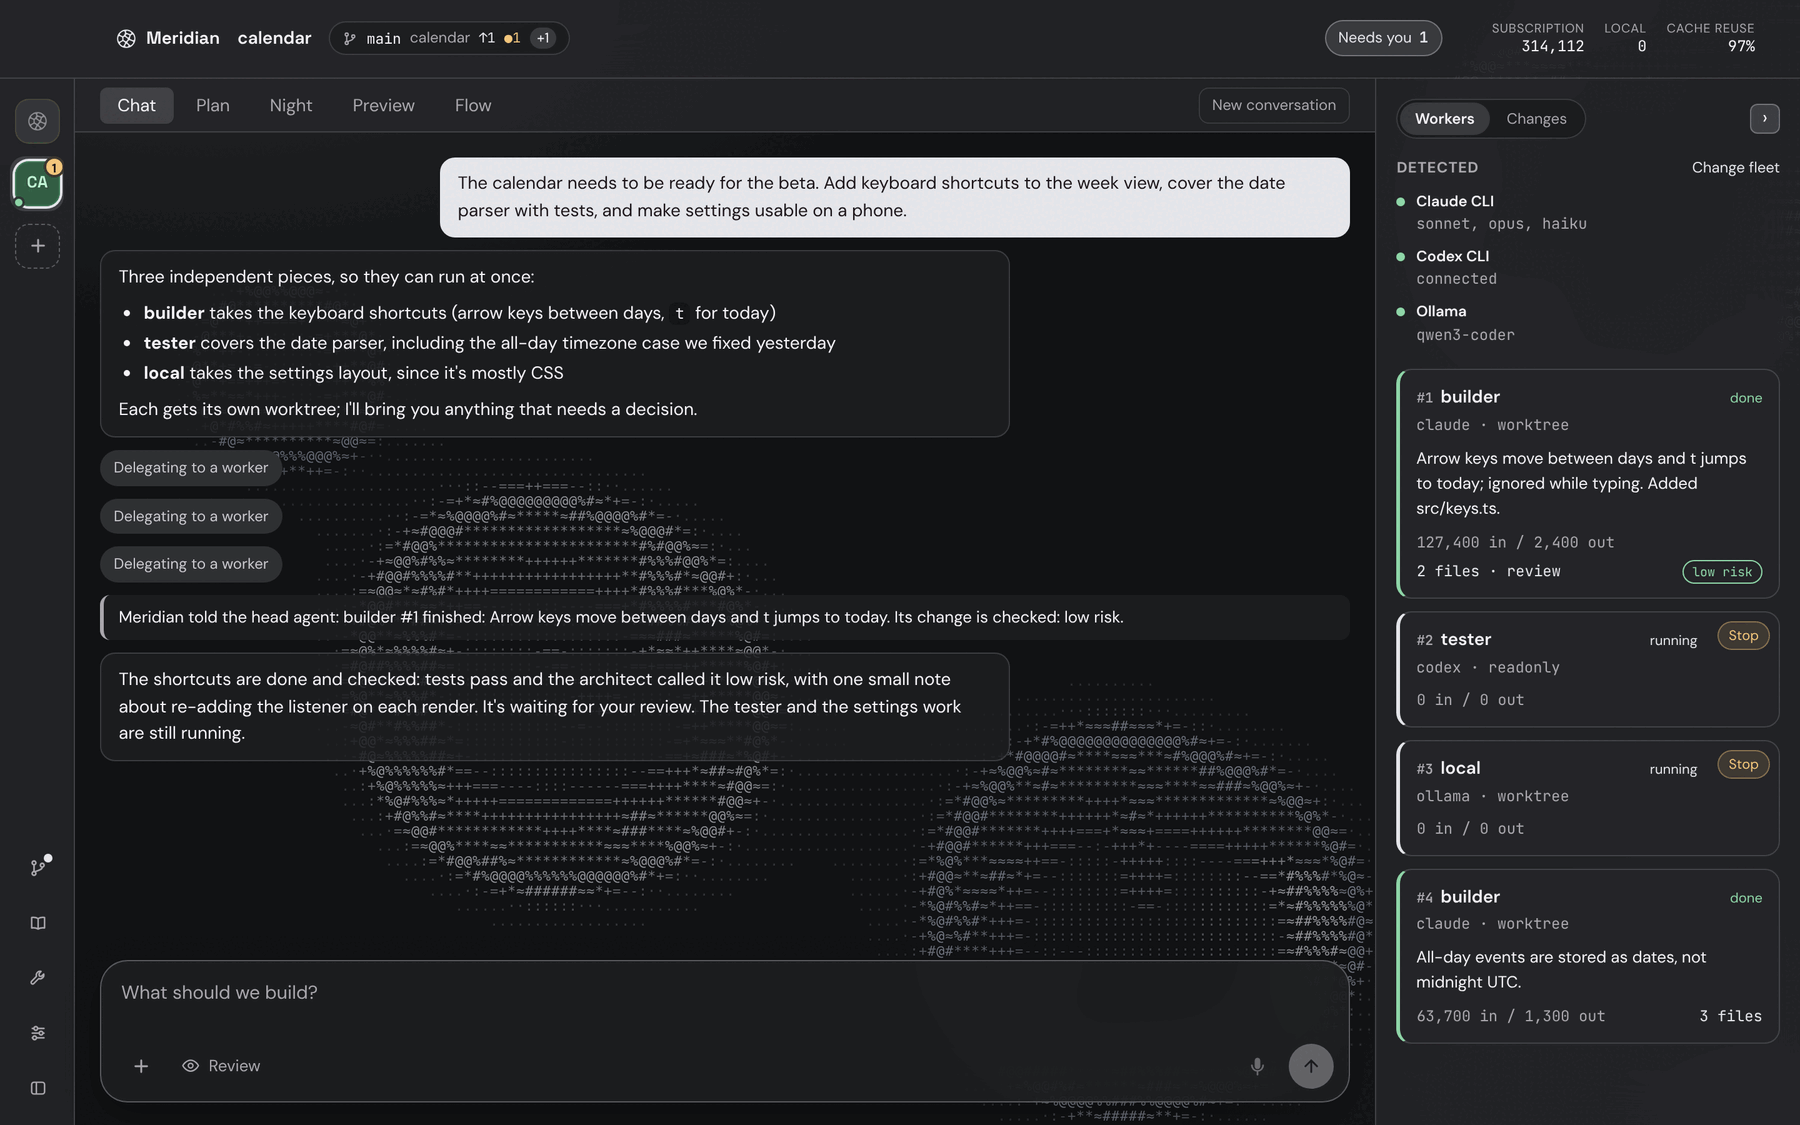 Meridian calendar
main calendar ↑1 ●1 +1
Needs you 1
SUBSCRIPTION LOCAL CACHE REUSE
314,112 0 97%
CA
1
Chat Plan Night Preview Flow
New conversation
The calendar needs to be ready for the beta. Add keyboard shortcuts to the week view, cover the date
parser with tests, and make settings usable on a phone.
Three independent pieces, so they can run at once:
• builder takes the keyboard shortcuts (arrow keys between days, t for today)
• tester covers the date parser, including the all-day timezone case we fixed yesterday
• local takes the settings layout, since it's mostly CSS
Each gets its own worktree; I'll bring you anything that needs a decision.
Delegating to a worker
Delegating to a worker
Delegating to a worker
Meridian told the head agent: builder #1 finished: Arrow keys move between days and t jumps to today. Its change is checked: low risk.
The shortcuts are done and checked: tests pass and the architect called it low risk, with one small note
about re-adding the listener on each render. It's waiting for your review. The tester and the settings work
are still running.
What should we build?
Review
Workers Changes
DETECTED Change fleet
Claude CLI
sonnet, opus, haiku
Codex CLI
connected
Ollama
qwen3-coder
#1 builder done
claude · worktree
Arrow keys move between days and t jumps
to today; ignored while typing. Added
src/keys.ts.
127,400 in / 2,400 out
2 files · review low risk
#2 tester running Stop
codex · readonly
0 in / 0 out
#3 local running Stop
ollama · worktree
0 in / 0 out
#4 builder done
claude · worktree
All-day events are stored as dates, not
midnight UTC.
63,700 in / 1,300 out 3 files